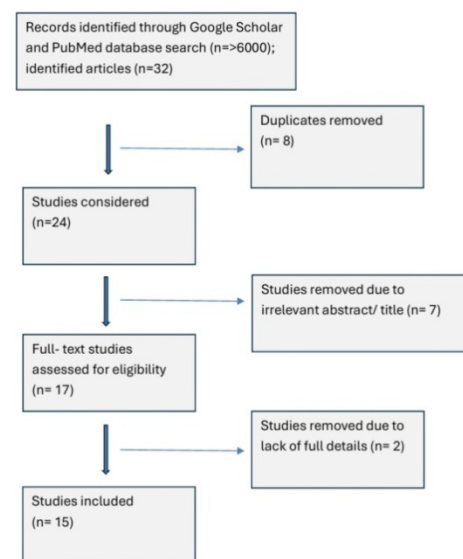 Records identified through Google Scholar
and PubMed database search (n=>6000);
identified articles (n=32)
Duplicates removed
(n= 8)
Studies considered
(n=24)
Studies removed due to
irrelevant abstract/ title (n= 7)
Full- text studies
assessed for eligibility
(n= 17)
Studies removed due to
lack of full details (n= 2)
Studies included
(n= 15)